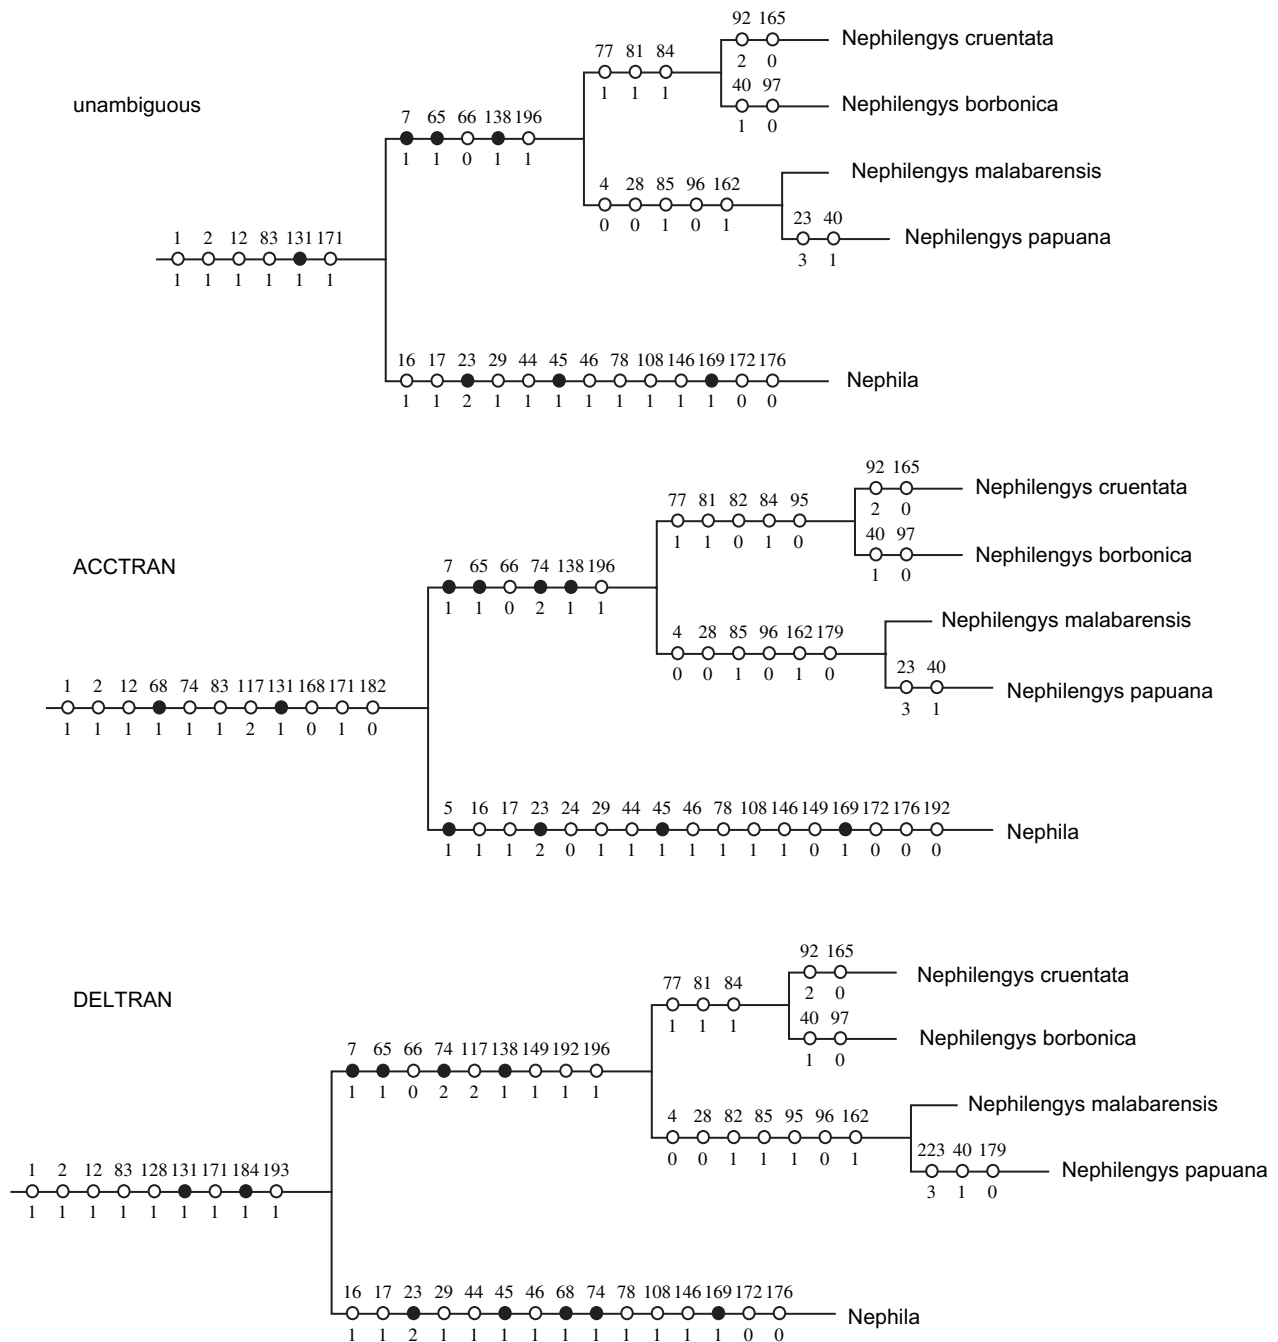 92 165
Nephilengys cruentata
77 81 84
2 0
1 1 1
40 97
Nephilengys borbonica
1 0
unambiguous
7 65 66 138 196
1 1 0 1 1
Nephilengys malabarensis
4 28 85 96 162
0 0 1 0 1
23 40
Nephilengys papuana
3 1
1 2 12 83 131 171
1 1 1 1 1 1
16 17 23 29 44 45 46 78 108 146 169 172 176
Nephila
1 1 2 1 1 1 1 1 1 1 1 0 0
92 165
Nephilengys cruentata
2 0
77 81 82 84 95
1 1 0 1 0
40 97
Nephilengys borbonica
1 0
ACCTRAN
7 65 66 74 138 196
1 1 0 2 1 1
Nephilengys malabarensis
4 28 85 96 162 179
0 0 1 0 1 0
23 40
Nephilengys papuana
3 1
1 2 12 68 74 83 117 131 168 171 182
1 1 1 1 1 1 2 1 0 1 0
5 16 17 23 24 29 44 45 46 78 108 146 149 169 172 176 192
Nephila
1 1 1 2 0 1 1 1 1 1 1 1 0 1 0 0 0
92 165
Nephilengys cruentata
2 0
77 81 84
1 1 1
40 97
Nephilengys borbonica
1 0
DELTRAN
7 65 66 74 117 138 149 192 196
1 1 0 2 2 1 1 1 1
Nephilengys malabarensis
4 28 82 85 95 96 162
0 0 1 1 1 0 1
223 40 179
Nephilengys papuana
3 1 0
1 2 12 83 128 131 171 184 193
1 1 1 1 1 1 1 1 1
16 17 23 29 44 45 46 68 74 78 108 146 169 172 176
Nephila
1 1 2 1 1 1 1 1 1 1 1 1 1 0 0